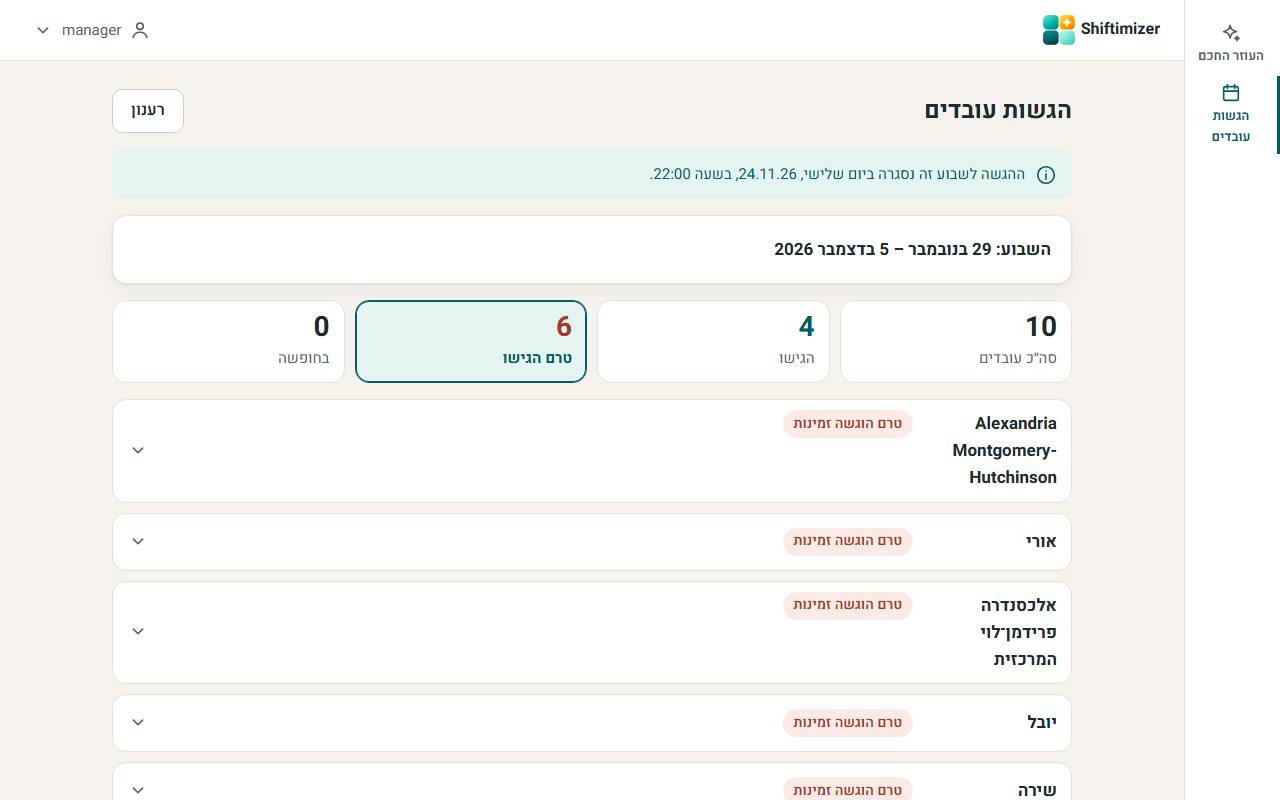 Shiftimizer
manager
העוזר החכם
הגשות
עובדים
הגשות עובדים
רענון
ההגשה לשבוע זה נסגרה ביום שלישי, 24.11.26, בשעה 22:00.
השבוע: 29 בנובמבר – 5 בדצמבר 2026
10
סה״כ עובדים
4
הגישו
6
טרם הגישו
0
בחופשה
Alexandria
Montgomery-
Hutchinson
טרם הוגשה זמינות
אורי
טרם הוגשה זמינות
אלכסנדרה
פרידמן־לוי
המרכזית
טרם הוגשה זמינות
יובל
טרם הוגשה זמינות
שירה
טרם הוגשה זמינות